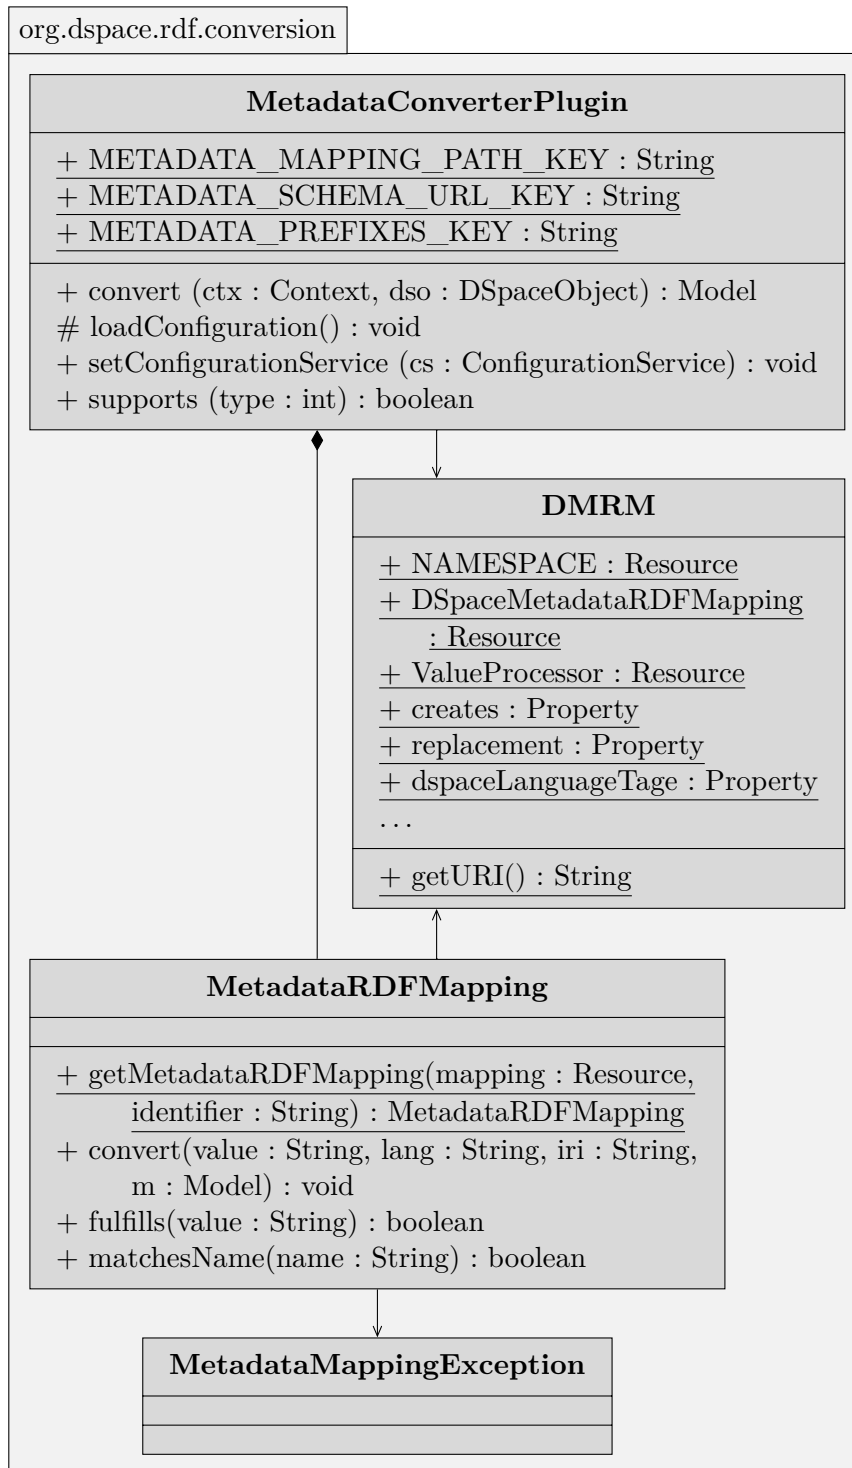 org.dspace.rdf.conversion
MetadataConverterPlugin
+ METADATA_MAPPING_PATH_KEY : String
+ METADATA_SCHEMA_URL_KEY : String
+ METADATA_PREFIXES_KEY : String
+ convert (ctx : Context, dso : DSpaceObject) : Model
# loadConfiguration() : void
+ setConfigurationService (cs : ConfigurationService) : void
+ supports (type : int) : boolean
DMRM
+ NAMESPACE : Resource
+ DSpaceMetadataRDFMapping
: Resource
+ ValueProcessor : Resource
+ creates : Property
+ replacement : Property
+ dspaceLanguageTage : Property
...
+ getURI() : String
MetadataRDFMapping
+ getMetadataRDFMapping(mapping : Resource,
identifier : String) : MetadataRDFMapping
+ convert(value : String, lang : String, iri : String,
m : Model) : void
+ fulfills(value : String) : boolean
+ matchesName(name : String) : boolean
MetadataMappingException